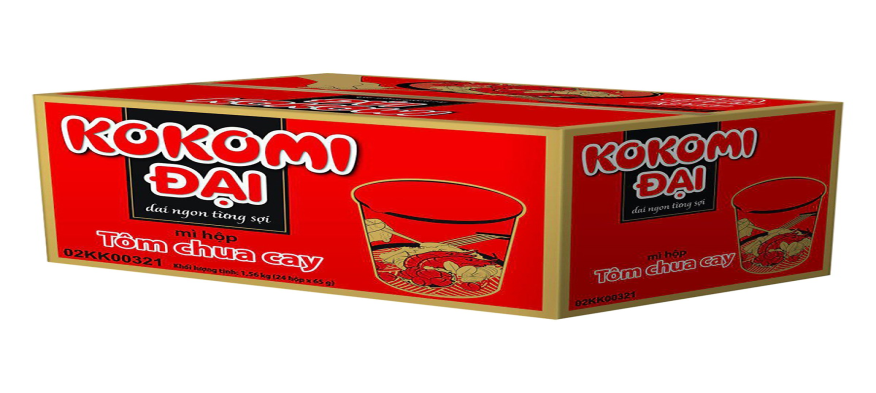 KOKOMI
ĐẠI
dai ngon từng sợi
mì hộp
Tôm chua cay
02KK00321
Khối lượng tịnh: 1,56 kg (24 hộp x 65 g)
KOKOMI
ĐẠI
dai ngon từng sợi
mì hộp
Tôm chua cay
02KK00321